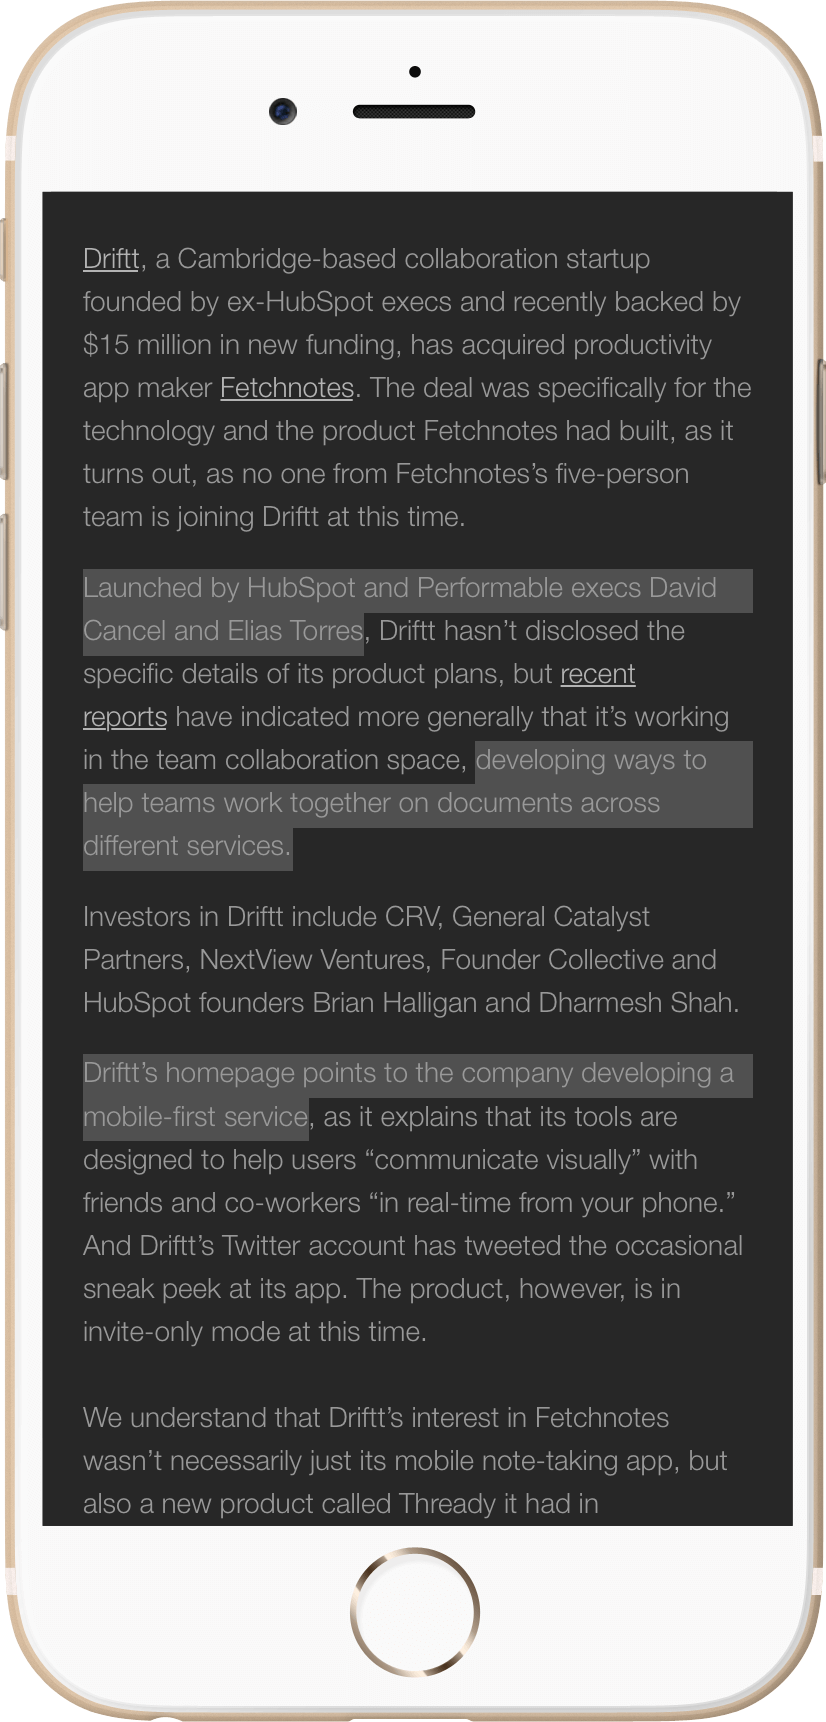 Driftt, a Cambridge-based collaboration startup
founded by ex-HubSpot execs and recently backed by
$15 million in new funding, has acquired productivity
app maker Fetchnotes. The deal was specifically for the
technology and the product Fetchnotes had built, as it
turns out, as no one from Fetchnotes’s five-person
team is joining Driftt at this time.
Launched by HubSpot and Performable execs David
Cancel and Elias Torres, Driftt hasn’t disclosed the
specific details of its product plans, but recent
reports have indicated more generally that it’s working
in the team collaboration space, developing ways to
help teams work together on documents across
different services.
Investors in Driftt include CRV, General Catalyst
Partners, NextView Ventures, Founder Collective and
HubSpot founders Brian Halligan and Dharmesh Shah.
Driftt’s homepage points to the company developing a
mobile-first service, as it explains that its tools are
designed to help users “communicate visually” with
friends and co-workers “in real-time from your phone.”
And Driftt’s Twitter account has tweeted the occasional
sneak peek at its app. The product, however, is in
invite-only mode at this time.
We understand that Driftt’s interest in Fetchnotes
wasn’t necessarily just its mobile note-taking app, but
also a new product called Thready it had in